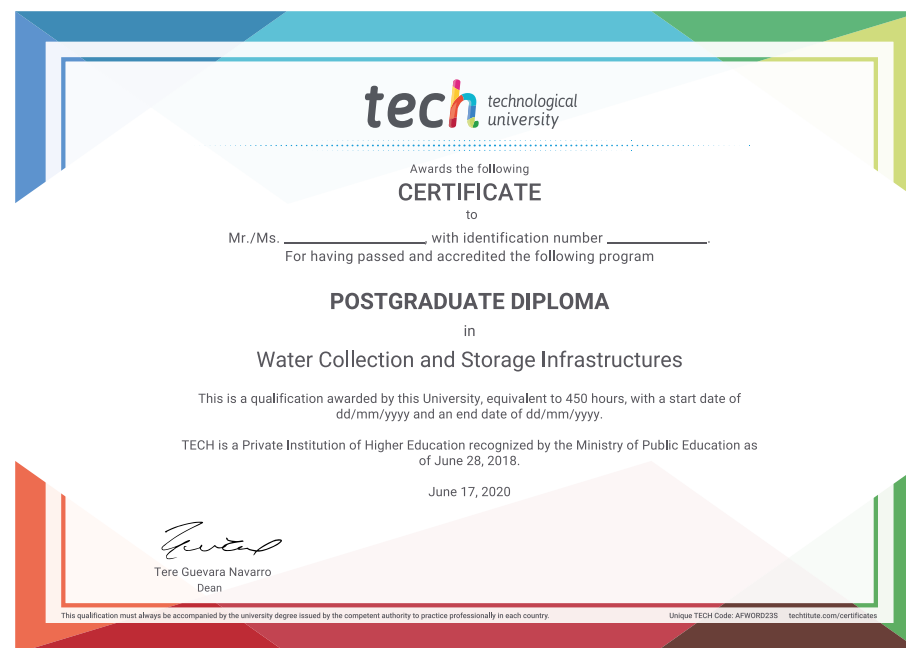 tech technological
university
Awards the following
CERTIFICATE
to
Mr./Ms. ____________________, with identification number ______________.
For having passed and accredited the following program
POSTGRADUATE DIPLOMA
in
Water Collection and Storage Infrastructures
This is a qualification awarded by this University, equivalent to 450 hours, with a start date of
dd/mm/yyyy and an end date of dd/mm/yyyy.
TECH is a Private Institution of Higher Education recognized by the Ministry of Public Education as
of June 28, 2018.
June 17, 2020
Tere Guevara Navarro
Dean
This qualification must always be accompanied by the university degree issued by the competent authority to practice professionally in each country. Unique TECH Code: AFWORD23S techtitute.com/certificates